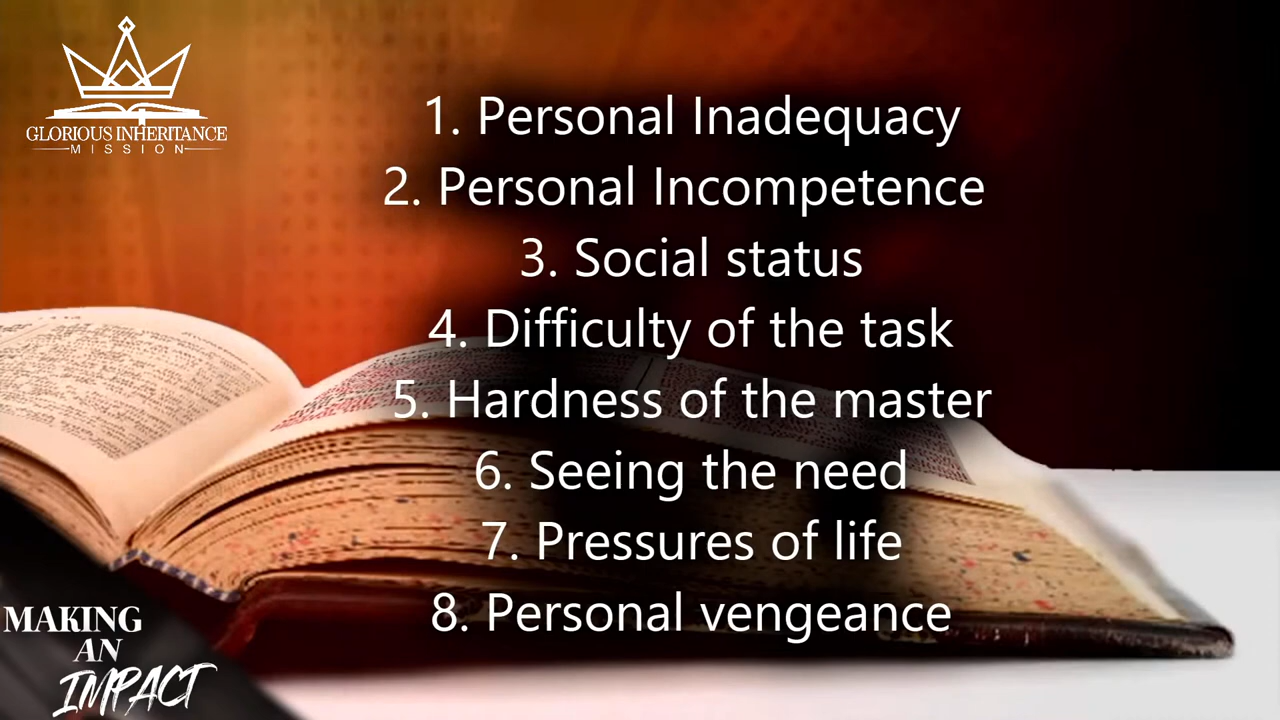 GLORIOUS INHERITANCE
MISSION
1. Personal Inadequacy
2. Personal Incompetence
3. Social status
4. Difficulty of the task
5. Hardness of the master
6. Seeing the need
7. Pressures of life
8. Personal vengeance
MAKING
AN
IMPACT